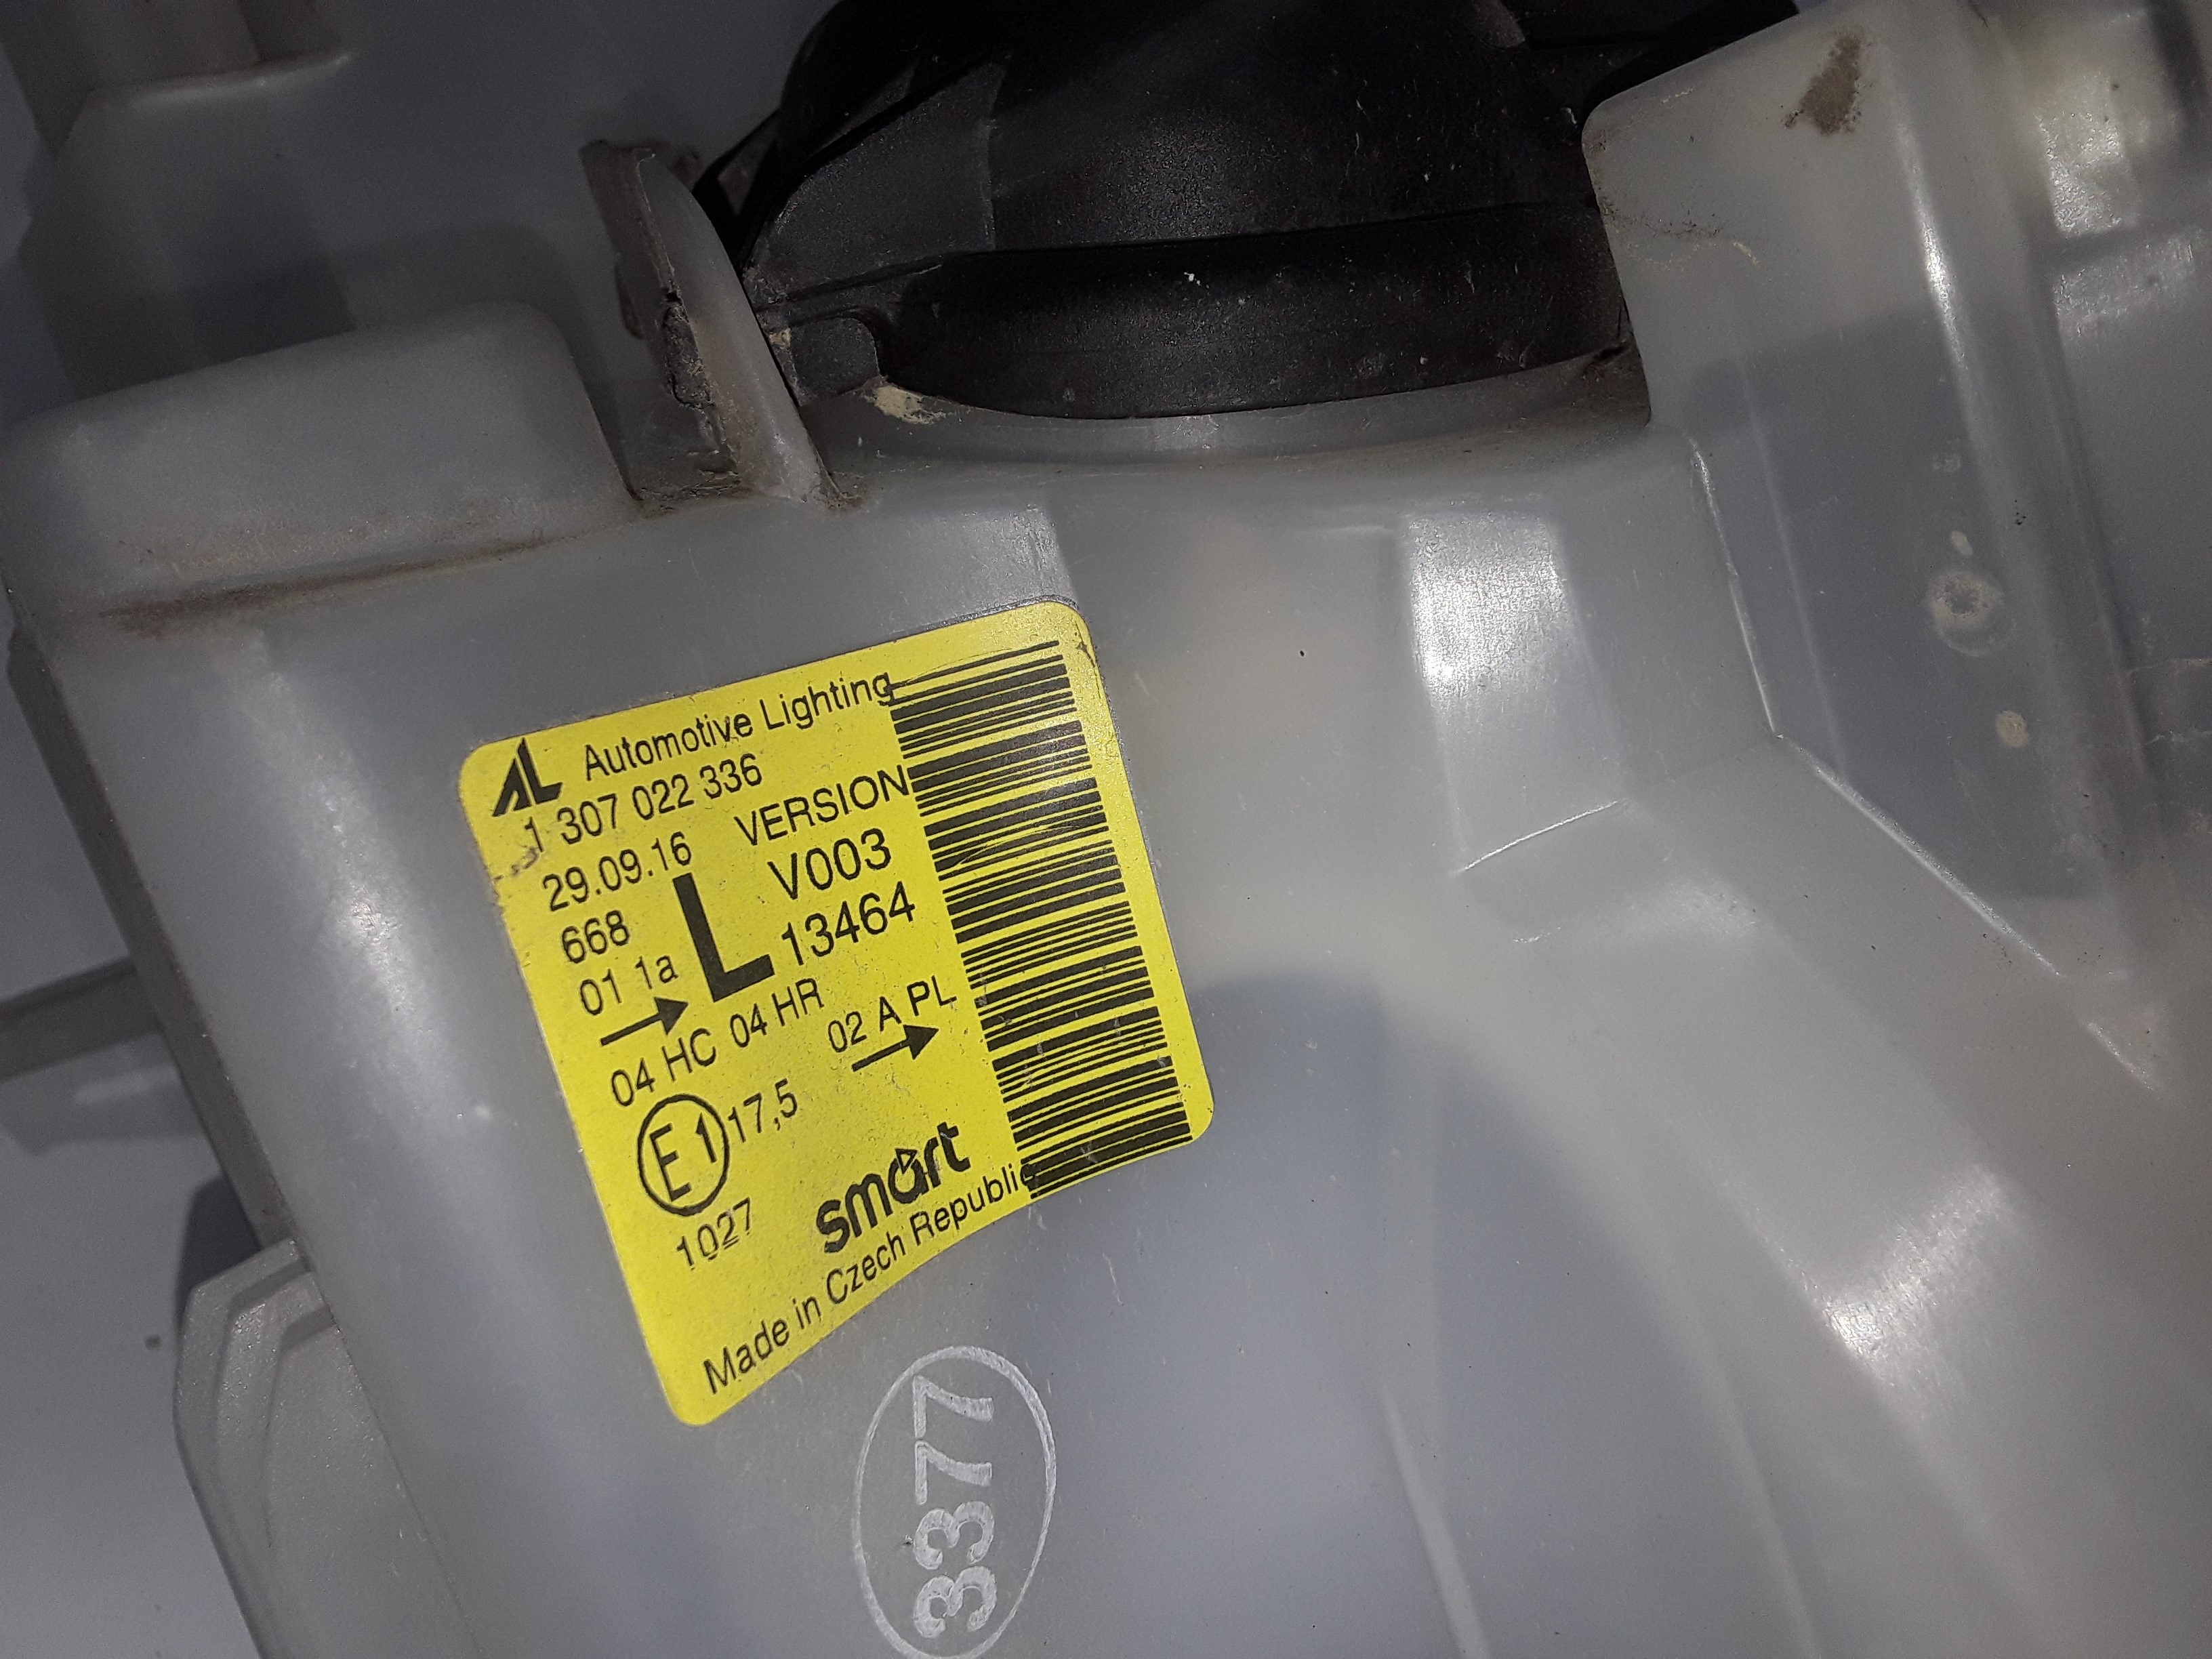 AL Automotive Lighting
1 307 022 336
29.09.16 VERSION
668 L V003
01 1a 13464
04 HC 04 HR 02 A PL
E1 17,5
1027 smart
Made in Czech Republic
3377